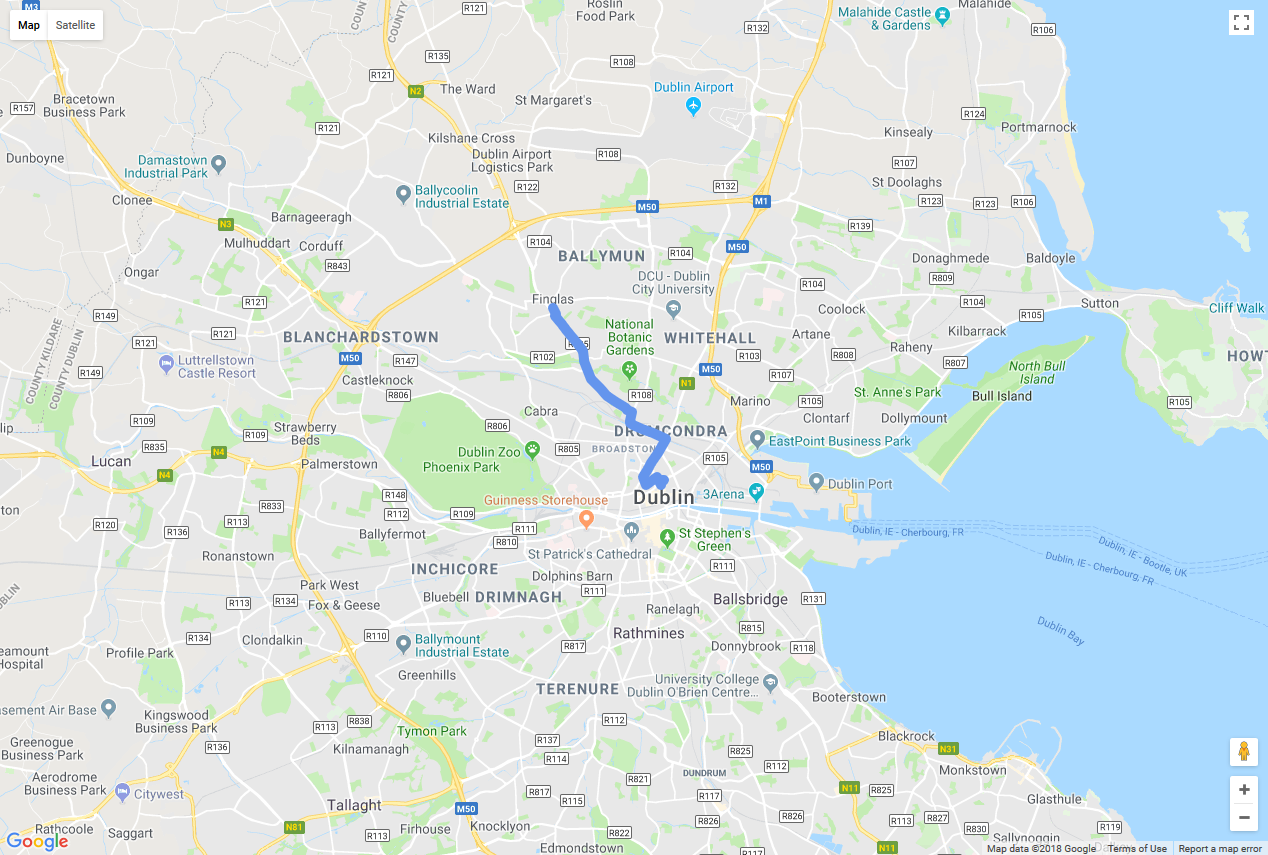 M3
Map
Satellite
COUNTY
COUNTY
R121
Roslin
Food Park
R132
Malahide Castle
& Gardens
Malahide
R106
R135
R108
R121
N2
The Ward
St Margaret's
Dublin Airport
R157
Bracetown
Business Park
R121
Kilshane Cross
R124
Portmarnock
Kinsealy
Dunboyne
Damastown
Industrial Park
Dublin Airport
Logistics Park
R108
R107
Clonee
Ballycoolin
Industrial Estate
R122
R132
St Doolaghs
M50
M1
R123
R123
R106
N3
Barnageeragh
R139
Mulhuddart
Corduff
R104
BALLYMUN
R104
M50
Donaghmede
Baldoyle
Ongar
R843
DCU - Dublin
City University
R104
R809
R121
Finglas
Coolock
R104
Sutton
Cliff Walk
R149
R121
R121
BLANCHARDSTOWN
National
Botanic
Gardens
WHITEHALL
Artane
Kilbarrack
R105
COUNTY KILDARE
COUNTY DUBLIN
Luttrellstown
Castle Resort
M50
R147
R102
R103
R808
Raheny
R807
HOWT
R149
Castleknock
R806
M50
R107
North Bull
Island
N1
R108
St. Anne's Park
Bull Island
R105
Marino
R105
Clontarf
Dollymount
Cabra
lip
R109
Strawberry
Beds
R109
R806
DRUMCONDRA
EastPoint Business Park
R835
N4
Dublin Zoo
Phoenix Park
R805
R105
Lucan
N4
Palmerstown
M50
R148
Guinness Storehouse
Dublin
3Arena
Dublin Port
ton
R833
R112
R109
R120
R113
Ballyfermot
R111
St Stephen's
Green
Dublin, IE - Cherbourg, FR
R136
R810
St Patrick's Cathedral
Dublin, IE - Bootle, UK
Ronanstown
INCHICORE
Dolphins Barn
R111
Dublin, IE - Cherbourg, FR
Park West
Bluebell
DRIMNAGH
R111
Ballsbridge
R131
R113
R134
Fox & Geese
Ranelagh
Dublin Bay
R134
Clondalkin
R110
Rathmines
R815
Profile Park
Ballymount
Industrial Estate
R817
Donnybrook
R118
eamount
Hospital
Greenhills
TERENURE
University College
Dublin O'Brien Centre...
Booterstown
asement Air Base
Kingswood
Business Park
R113
R838
Tymon Park
R112
Blackrock
Greenogue
Business Park
R136
Kilnamanagh
R137
R825
N31
R114
DUNDRUM
R112
Monkstown
Aerodrome
Business Park
Citywest
R821
Tallaght
M50
R817
R115
R117
N11
R825
Glasthule
Rathcoole
Saggart
N81
R113
Firhouse
Knocklyon
R822
R826
R826
R113
R827
R830
R119
Google
Edmondstown
R113
R117
N11
Sallynoggin
Map data ©2018 Google
Terms of Use
Report a map error